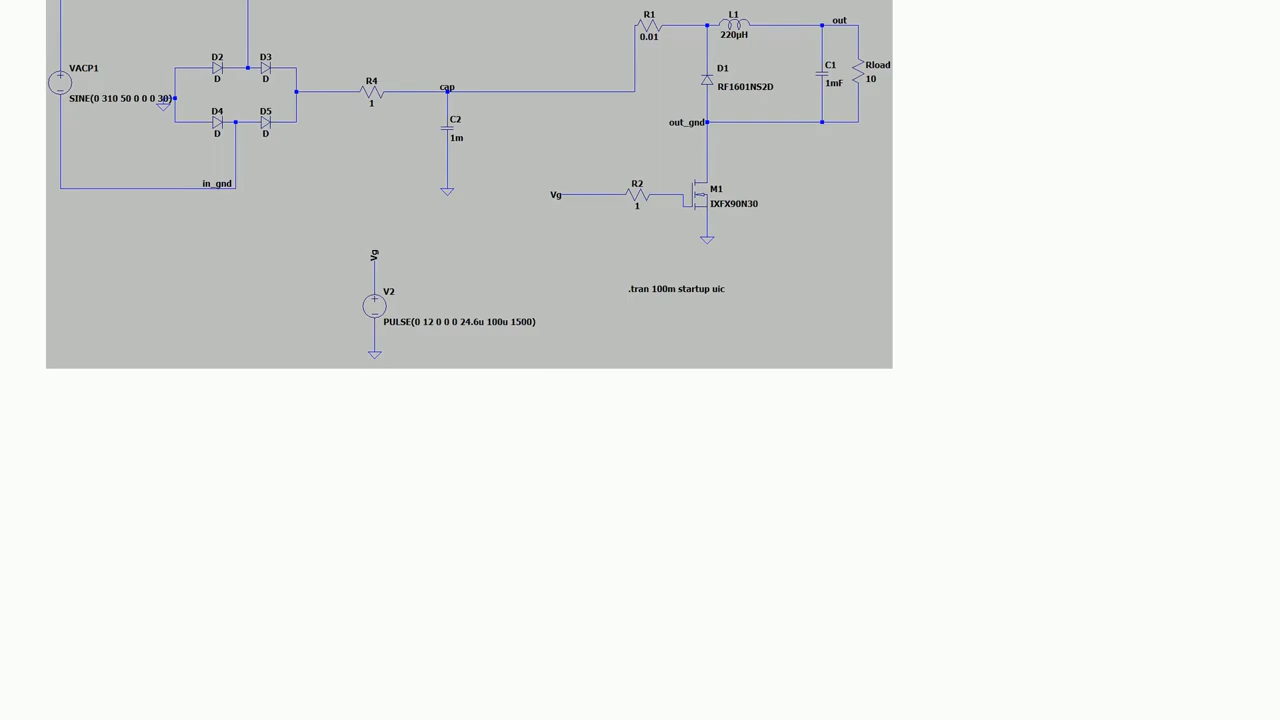 R1
0.01
L1
220µH
out
D2
D
D3
D
VACP1
SINE(0 310 50 0 0 0 30)
D4
D
D5
D
R4
1
cap
C2
1m
D1
RF1601NS2D
C1
1mF
Rload
10
out_gnd
in_gnd
Vg
R2
1
M1
IXFX90N30
Vg
V2
PULSE(0 12 0 0 0 24.6u 100u 1500)
.tran 100m startup uic